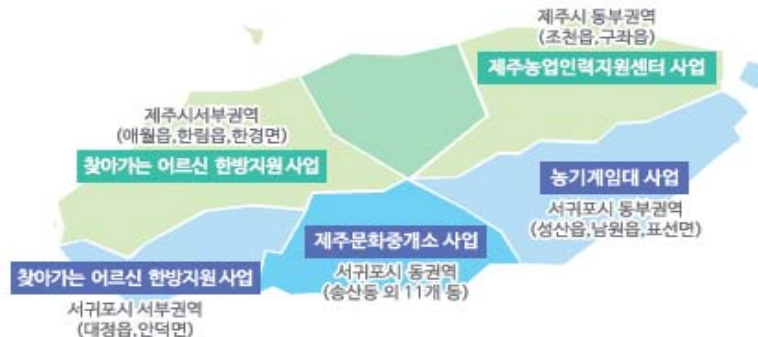 제주시 동부권역
(조천읍,구좌읍)
제주농업인력지원센터 사업
제주시서부권역
(애월읍,한림읍,한경면)
찾아가는 어르신 한방지원 사업
농기계임대 사업
서귀포시 동부권역
(성산읍,남원읍,표선면)
제주문화중개소 사업
서귀포시 동권역
(송산동 외 11개 동)
찾아가는 어르신 한방지원 사업
서귀포시 서부권역
(대정읍,안덕면)